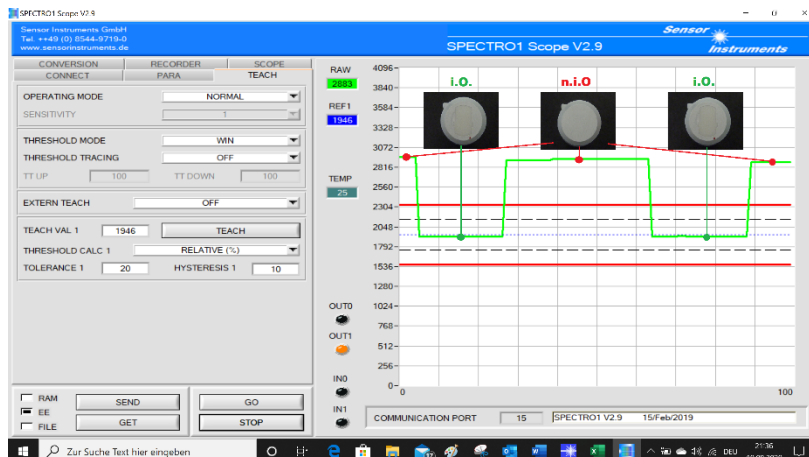 SPECTRO1 Scope V2.9
Sensor Instruments GmbH
Tel. ++49 (0) 8544-9719-0
www.sensorinstruments.de
SPECTRO1 Scope V2.9
Sensor
Instruments
CONVERSION RECORDER SCOPE
CONNECT PARA TEACH
OPERATING MODE NORMAL
SENSITIVITY 1
THRESHOLD MODE WIN
THRESHOLD TRACING OFF
TT UP 100 TT DOWN 100
EXTERN TEACH OFF
TEACH VAL 1 1946 TEACH
THRESHOLD CALC 1 RELATIVE (%)
TOLERANCE 1 20 HYSTERESIS 1 10
RAM
EE
FILE
SEND GO
GET STOP
RAW
2883
REF1
1946
TEMP
25
OUT0
OUT1
IN0
IN1
4096
3840
3584
3328
3072
2816
2560
2304
2048
1792
1536
1280
1024
768
512
256
0
i.O. n.i.O i.O.
0 100
COMMUNICATION PORT 15 SPECTRO1 V2.9 15/Feb/2019
Zur Suche Text hier eingeben
DEU
21:36